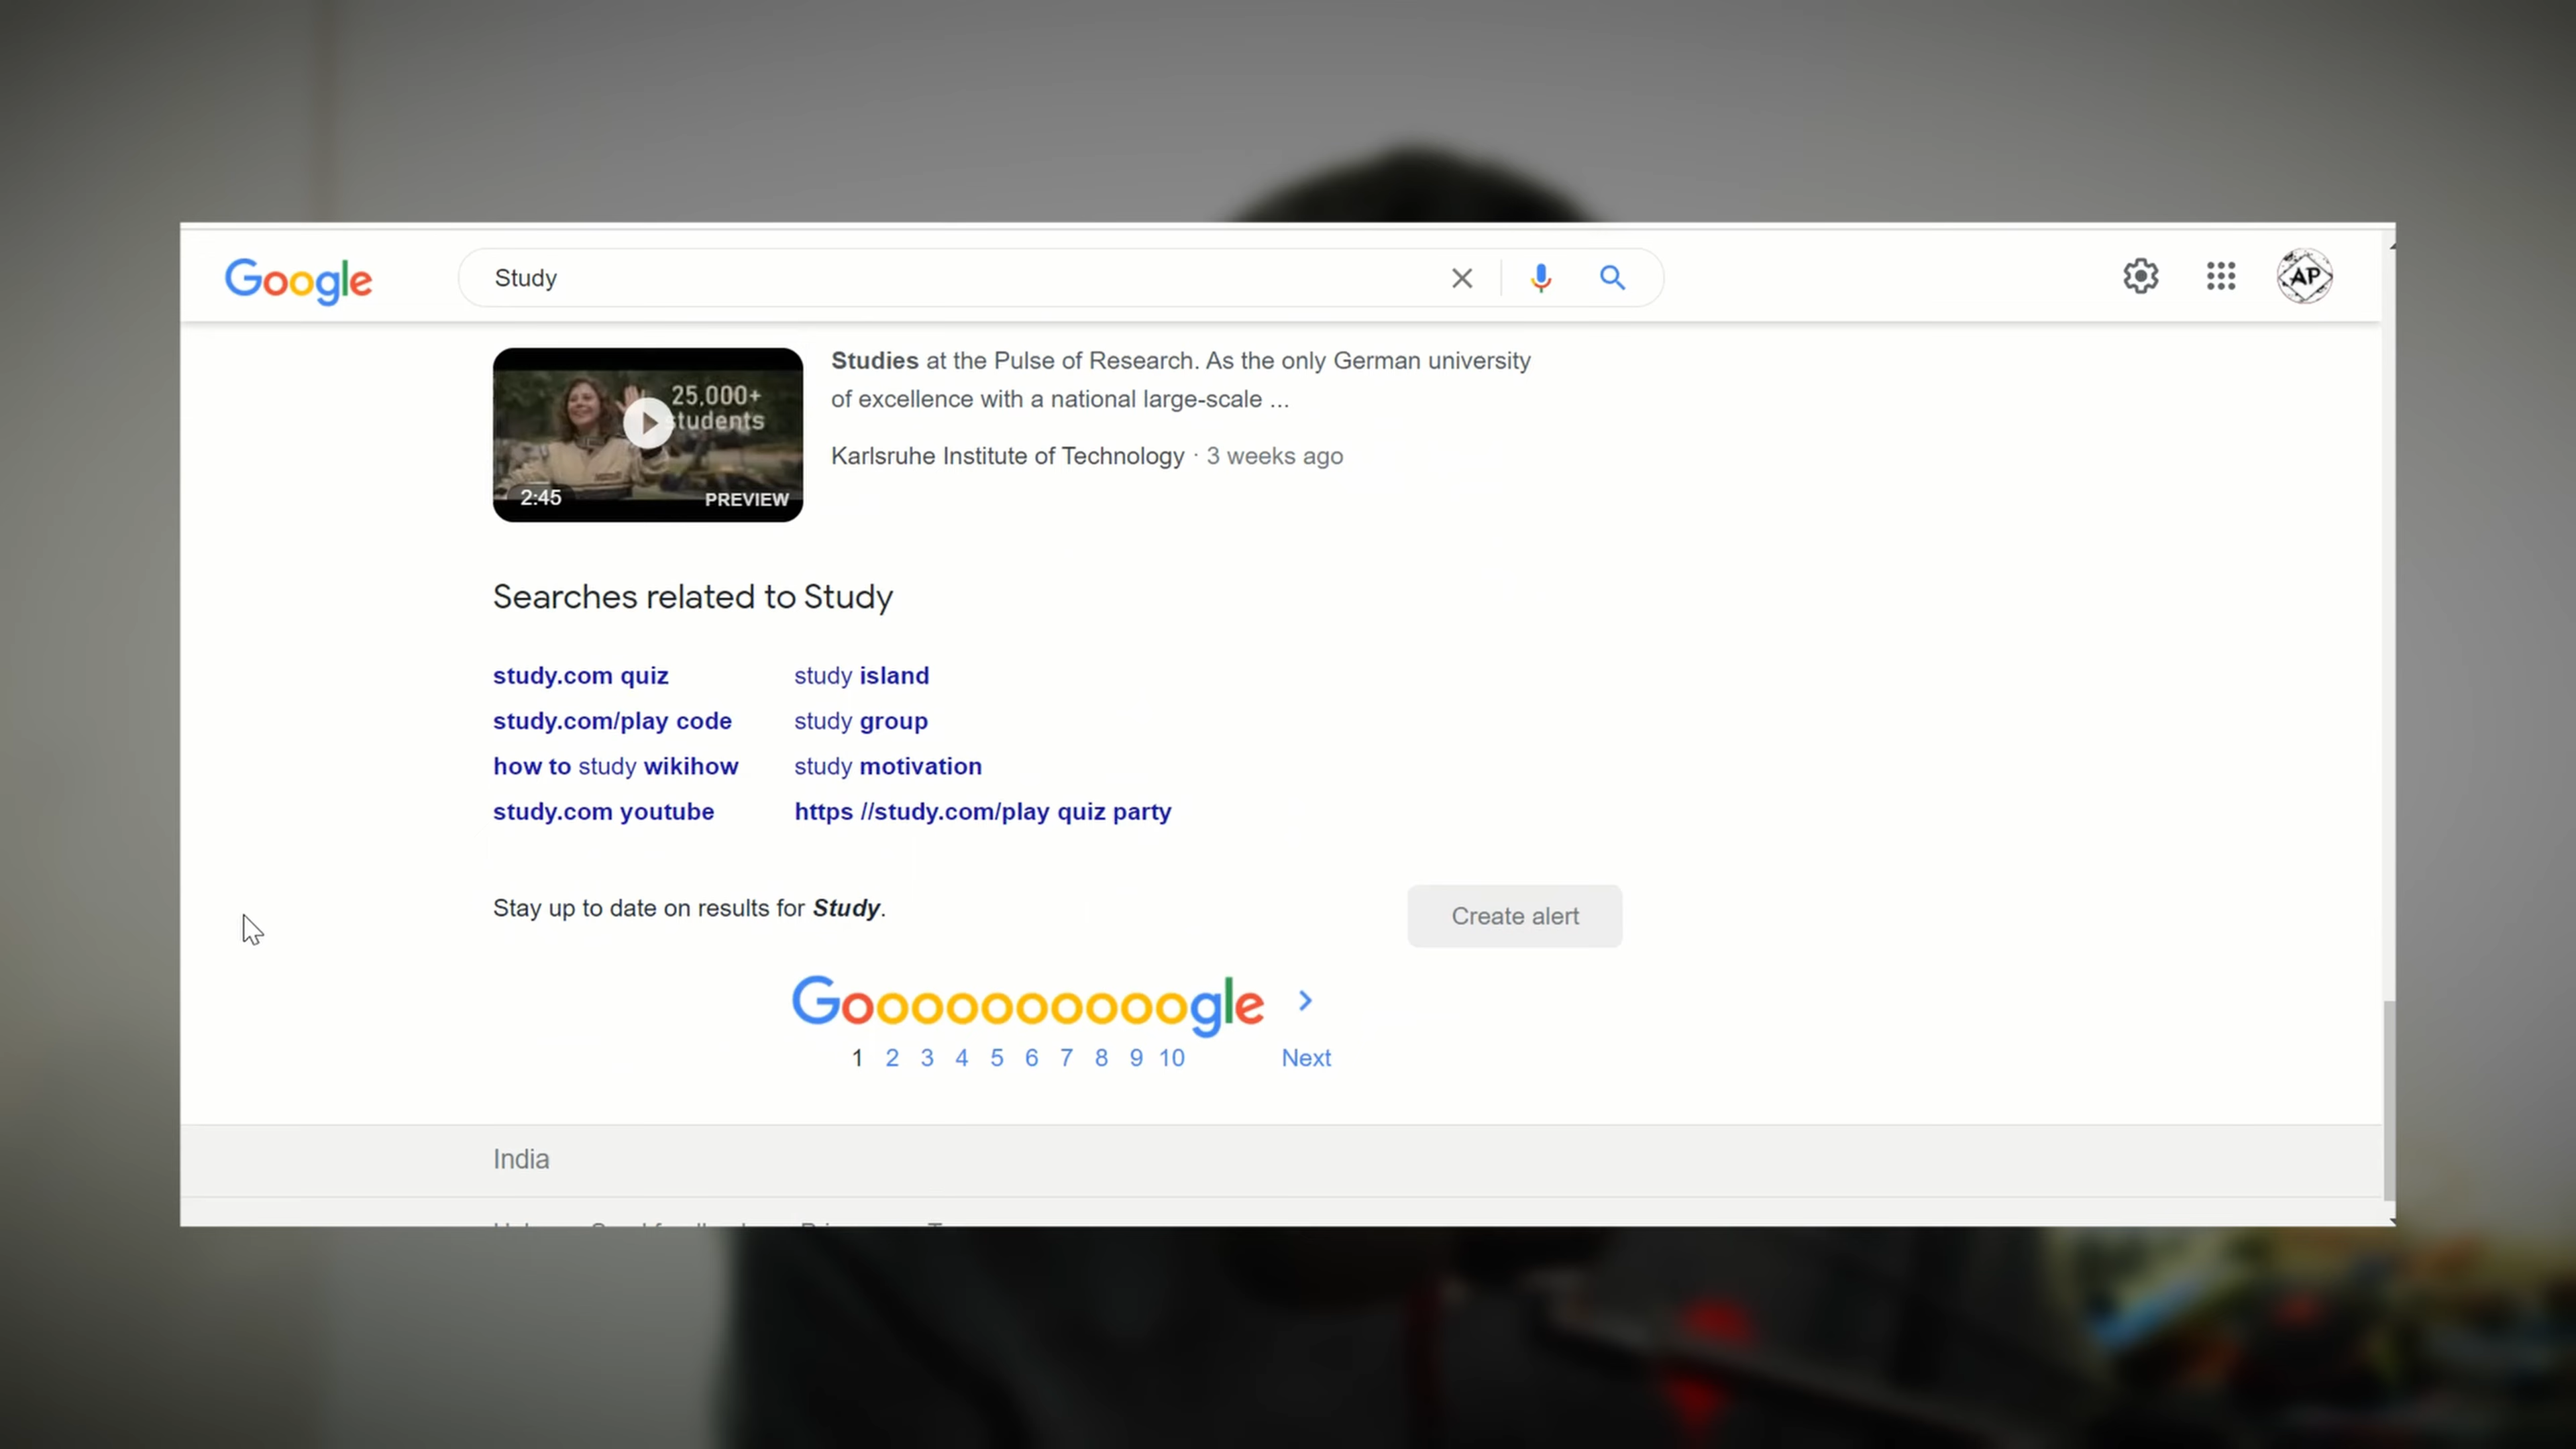 Google
Study
AP
25,000+
students
2:45
PREVIEW
Studies at the Pulse of Research. As the only German university
of excellence with a national large-scale ...
Karlsruhe Institute of Technology · 3 weeks ago
Searches related to Study
study.com quiz
study island
study.com/play code
study group
how to study wikihow
study motivation
study.com youtube
https //study.com/play quiz party
Stay up to date on results for Study.
Create alert
Goooooooooogle
1 2 3 4 5 6 7 8 9 10 Next
India